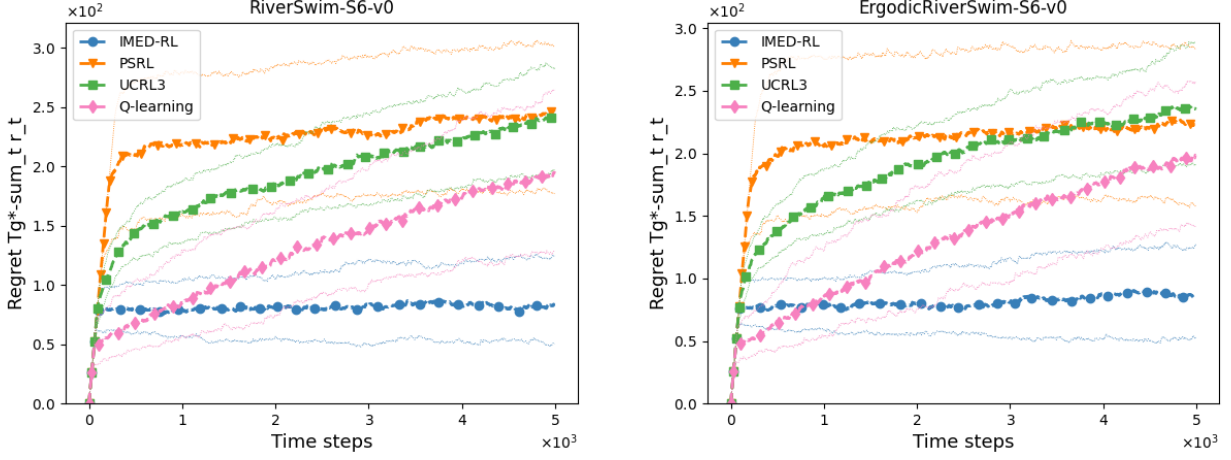 RiverSwim-S6-v0
×10²
IMED-RL
PSRL
UCRL3
Q-learning
3.0
2.5
2.0
1.5
1.0
0.5
0.0
Regret Tg*-sum_t r_t
0 1 2 3 4 5
Time steps
×10³
ErgodicRiverSwim-S6-v0
×10²
IMED-RL
PSRL
UCRL3
Q-learning
3.0
2.5
2.0
1.5
1.0
0.5
0.0
Regret Tg*-sum_t r_t
0 1 2 3 4 5
Time steps
×10³